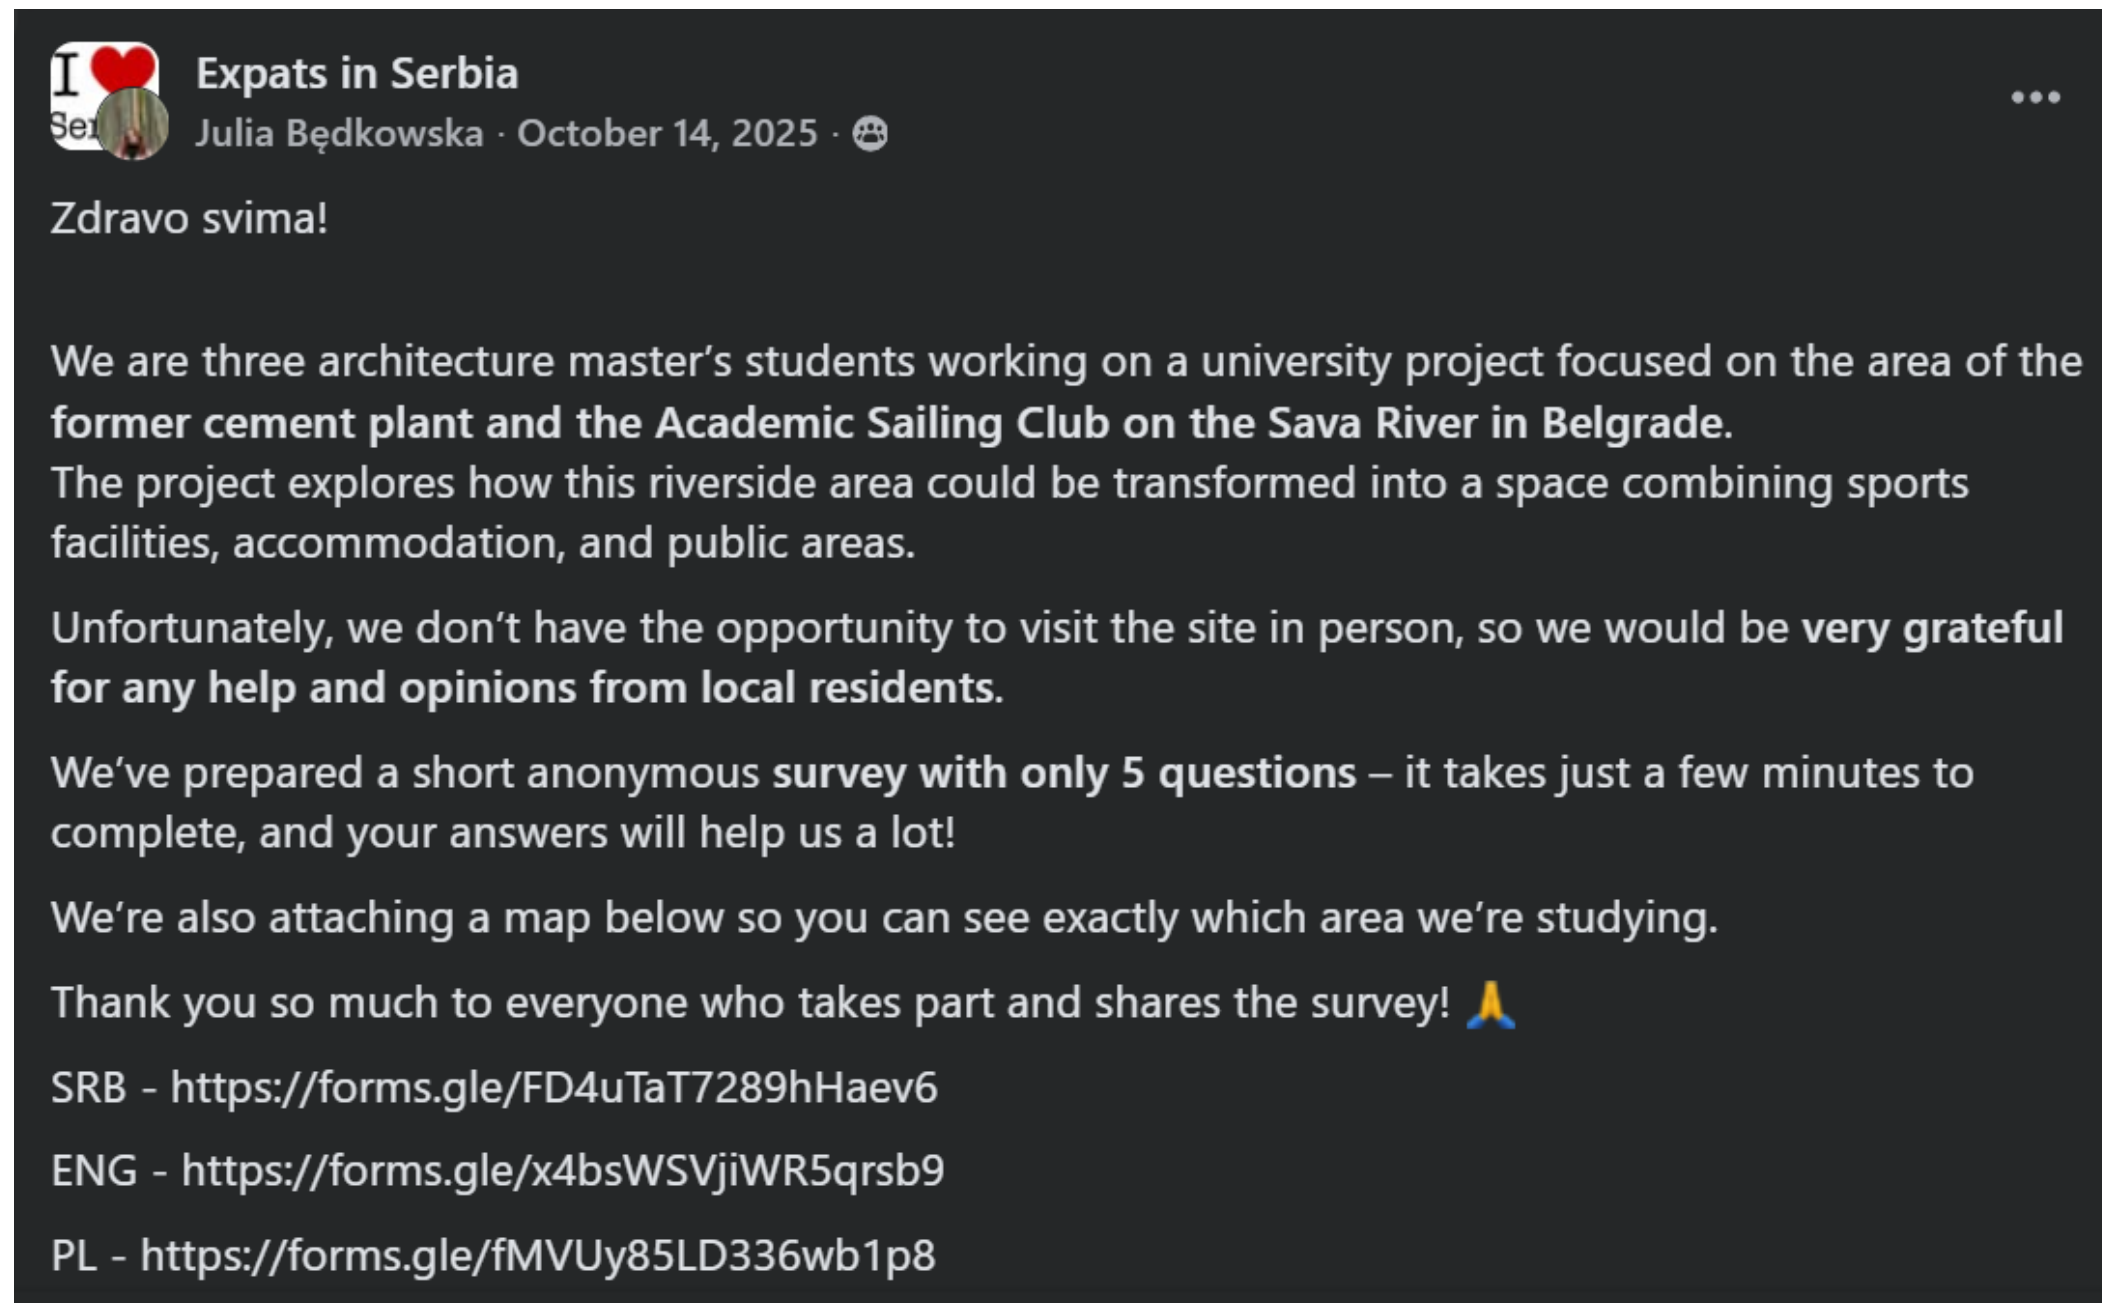 I ❤
Ser
Expats in Serbia
Julia Będkowska · October 14, 2025 ·
Zdravo svima!
We are three architecture master’s students working on a university project focused on the area of the
former cement plant and the Academic Sailing Club on the Sava River in Belgrade.
The project explores how this riverside area could be transformed into a space combining sports
facilities, accommodation, and public areas.
Unfortunately, we don’t have the opportunity to visit the site in person, so we would be very grateful
for any help and opinions from local residents.
We’ve prepared a short anonymous survey with only 5 questions – it takes just a few minutes to
complete, and your answers will help us a lot!
We’re also attaching a map below so you can see exactly which area we’re studying.
Thank you so much to everyone who takes part and shares the survey! 🙏
SRB - https://forms.gle/FD4uTaT7289hHaev6
ENG - https://forms.gle/x4bsWSVjiWR5qrsb9
PL - https://forms.gle/fMVUy85LD336wb1p8